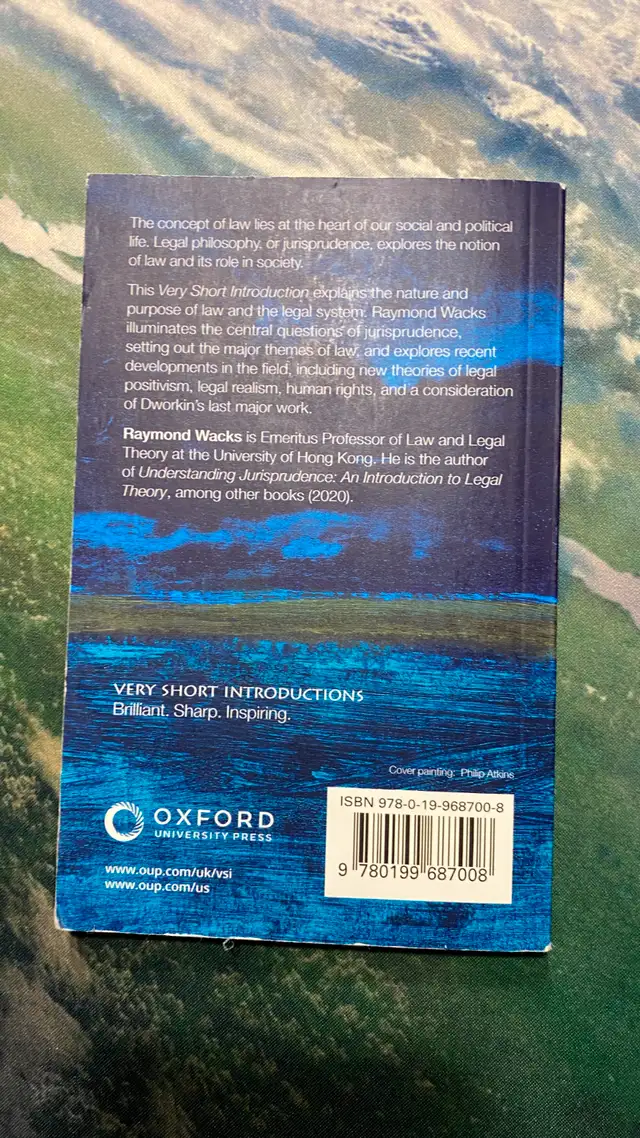 The concept of law lies at the heart of our social and political
life. Legal philosophy, or jurisprudence, explores the notion
of law and its role in society.
This Very Short Introduction explains the nature and
purpose of law and the legal system. Raymond Wacks
illuminates the central questions of jurisprudence,
setting out the major themes of law, and explores recent
developments in the field, including new theories of legal
positivism, legal realism, human rights, and a consideration
of Dworkin's last major work.
Raymond Wacks is Emeritus Professor of Law and Legal
Theory at the University of Hong Kong. He is the author
of Understanding Jurisprudence: An Introduction to Legal
Theory, among other books (2020).
VERY SHORT INTRODUCTIONS
Brilliant. Sharp. Inspiring.
Cover painting: Philip Atkins
OXFORD
UNIVERSITY PRESS
www.oup.com/uk/vsi
www.oup.com/us
ISBN 978-0-19-968700-8
9 780199 687008